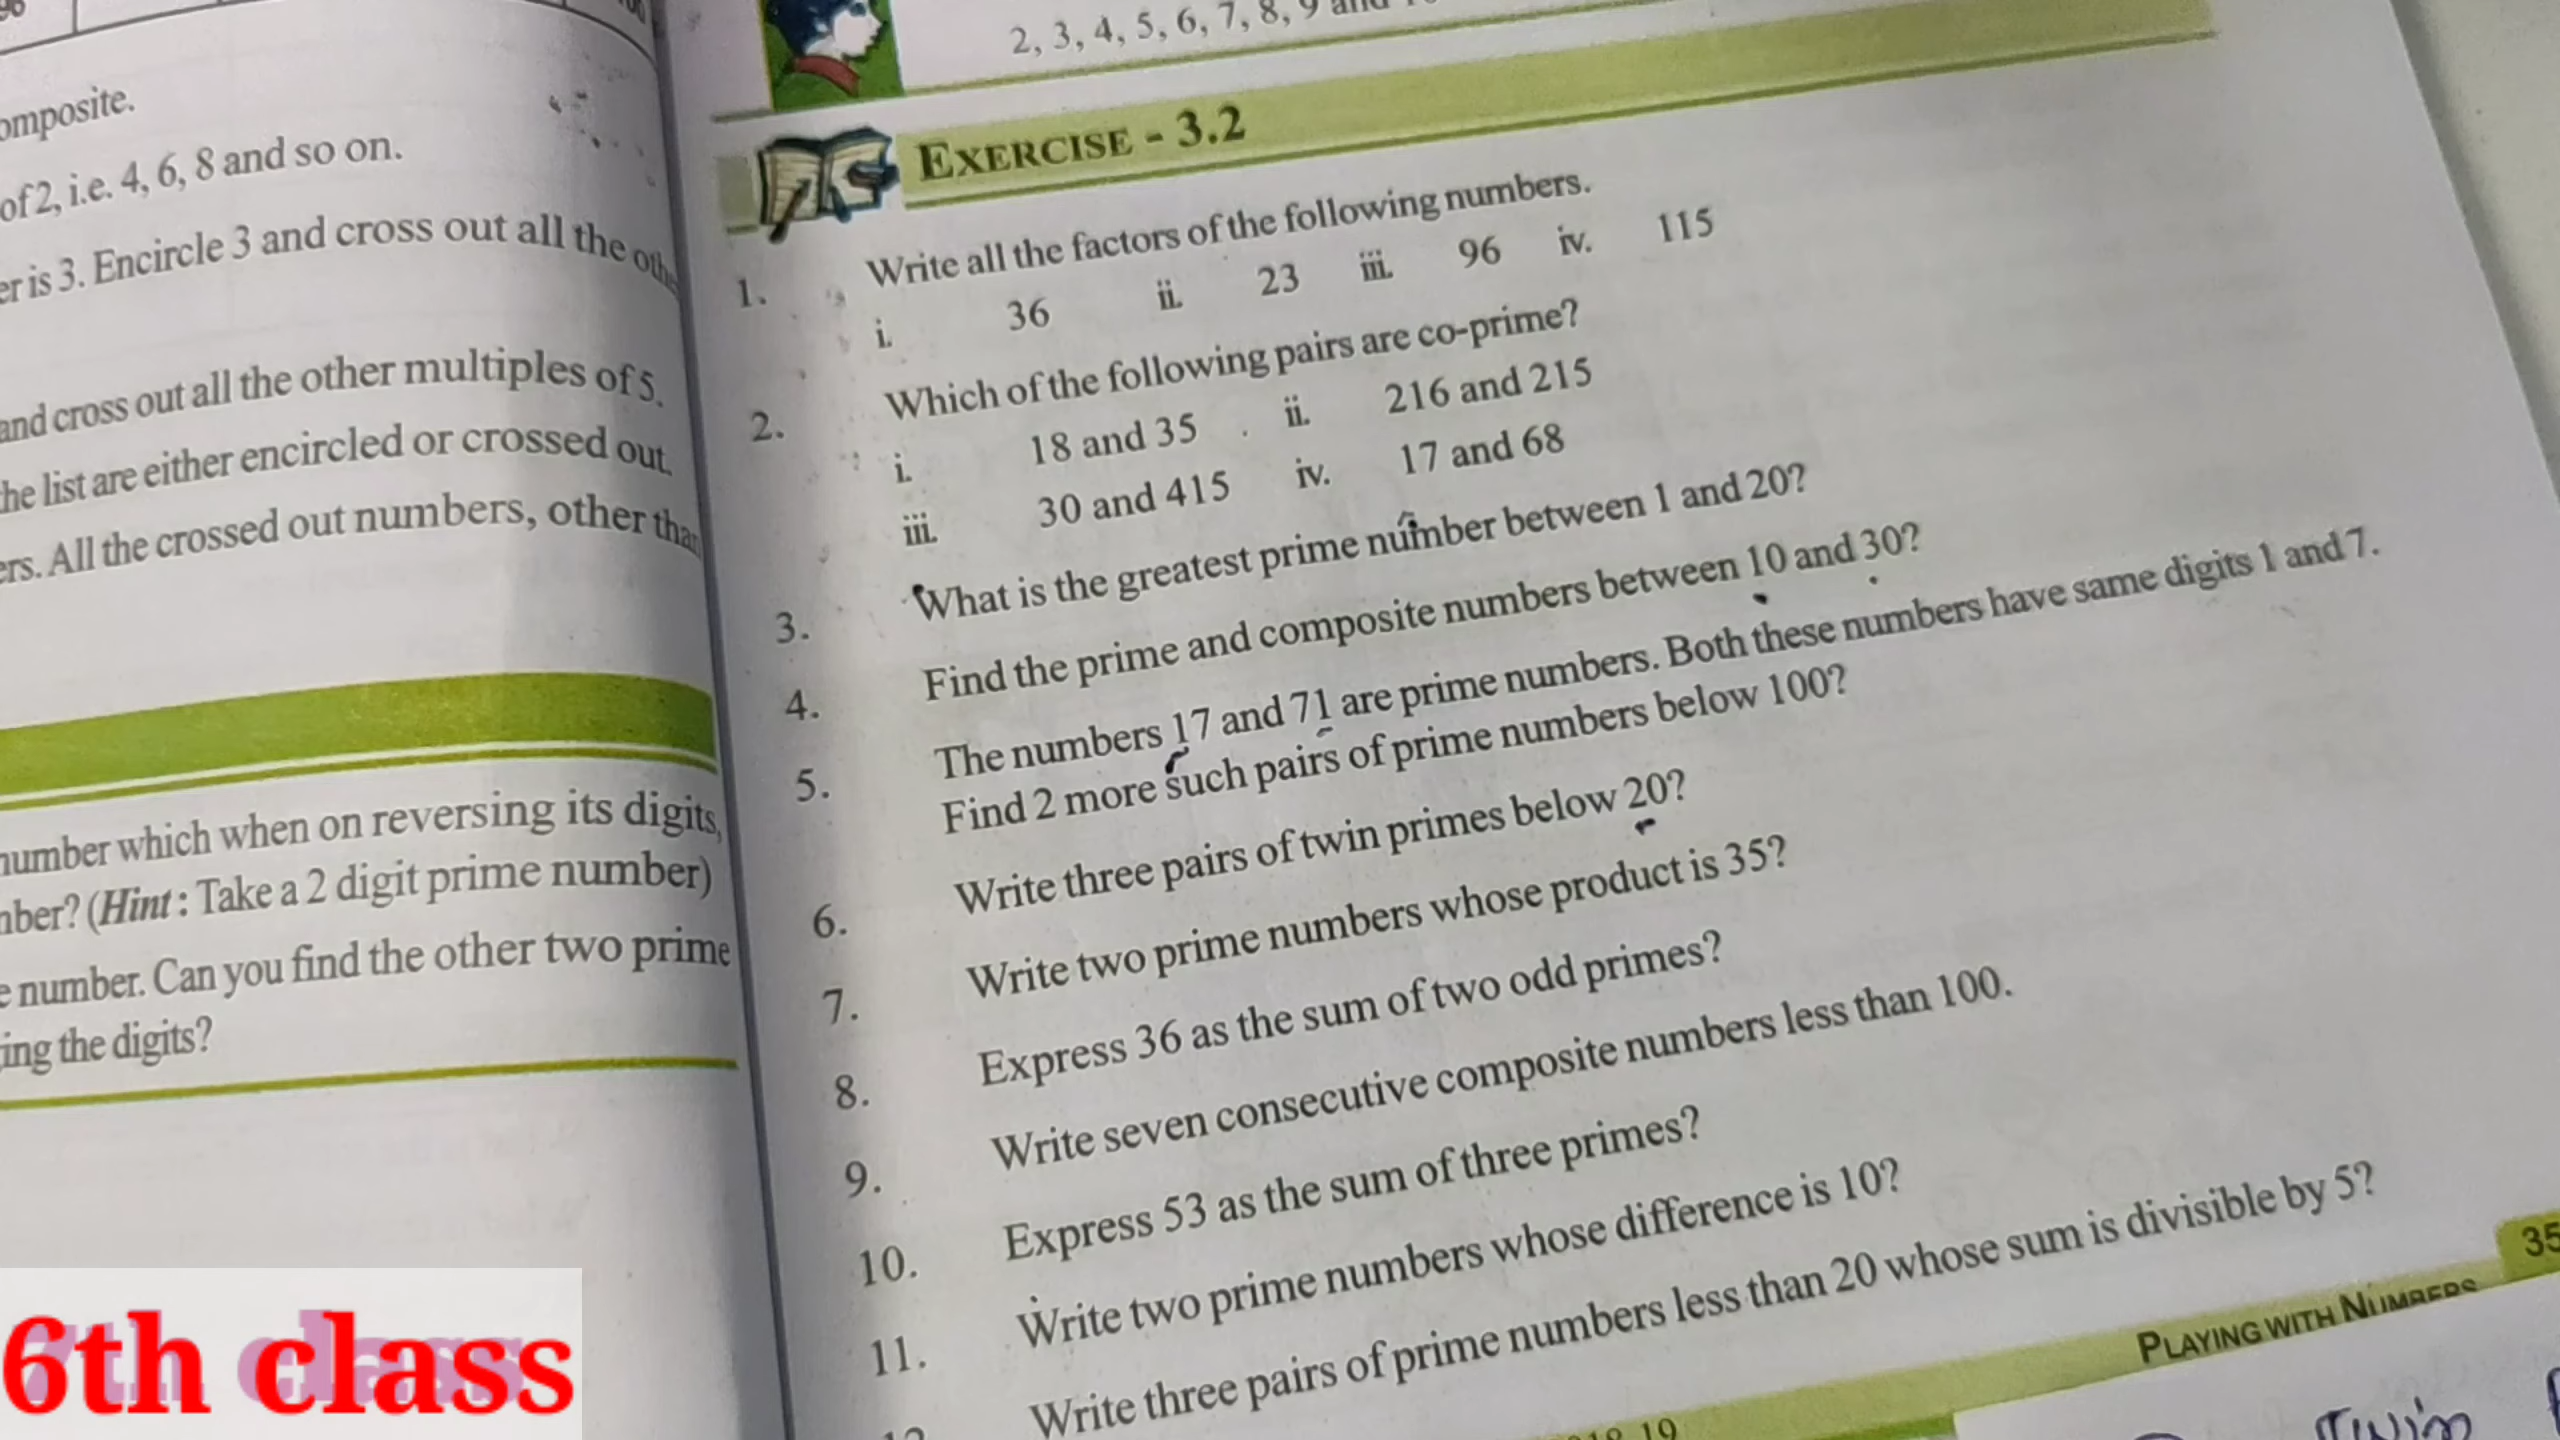 omposite.
of 2, i.e. 4, 6, 8 and so on.
er is 3. Encircle 3 and cross out all the oth
and cross out all the other multiples of 5.
he list are either encircled or crossed out.
ers. All the crossed out numbers, other than
number which when on reversing its digits,
nber? (Hint : Take a 2 digit prime number)
e number. Can you find the other two prime
ing the digits?
2, 3, 4, 5, 6, 7, 8, 9 and
EXERCISE - 3.2
1. Write all the factors of the following numbers.
i. 36 ii. 23 iii. 96 iv. 115
2. Which of the following pairs are co-prime?
i. 18 and 35 ii. 216 and 215
iii. 30 and 415 iv. 17 and 68
3. What is the greatest prime number between 1 and 20?
4. Find the prime and composite numbers between 10 and 30?
5. The numbers 17 and 71 are prime numbers. Both these numbers have same digits 1 and 7.
Find 2 more such pairs of prime numbers below 100?
6. Write three pairs of twin primes below 20?
7. Write two prime numbers whose product is 35?
8. Express 36 as the sum of two odd primes?
9. Write seven consecutive composite numbers less than 100.
10. Express 53 as the sum of three primes?
11. Write two prime numbers whose difference is 10?
12. Write three pairs of prime numbers less than 20 whose sum is divisible by 5?
PLAYING WITH NUMBERS
35
6th class